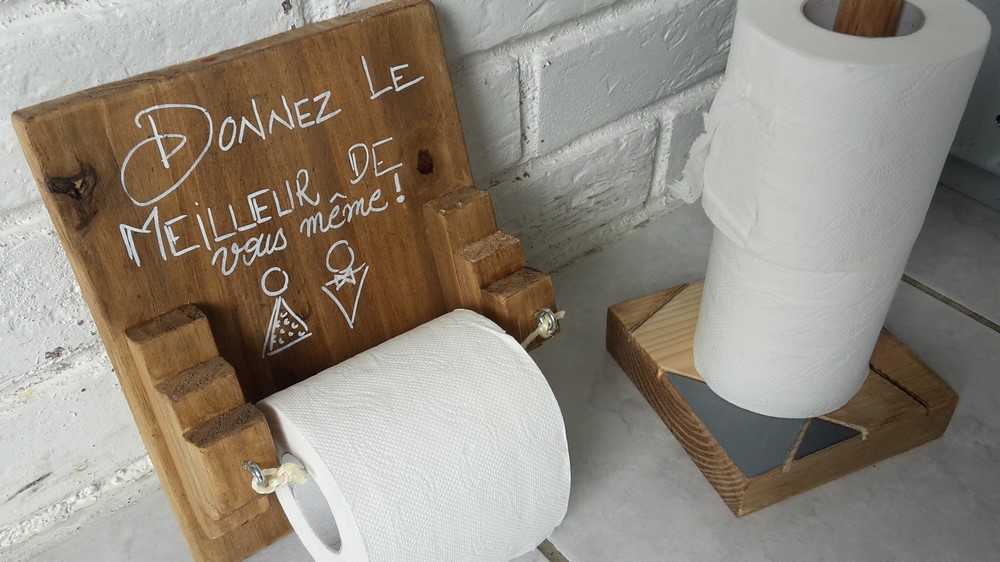 DONNEZ LE
MEiLLEUR DE
vous même !